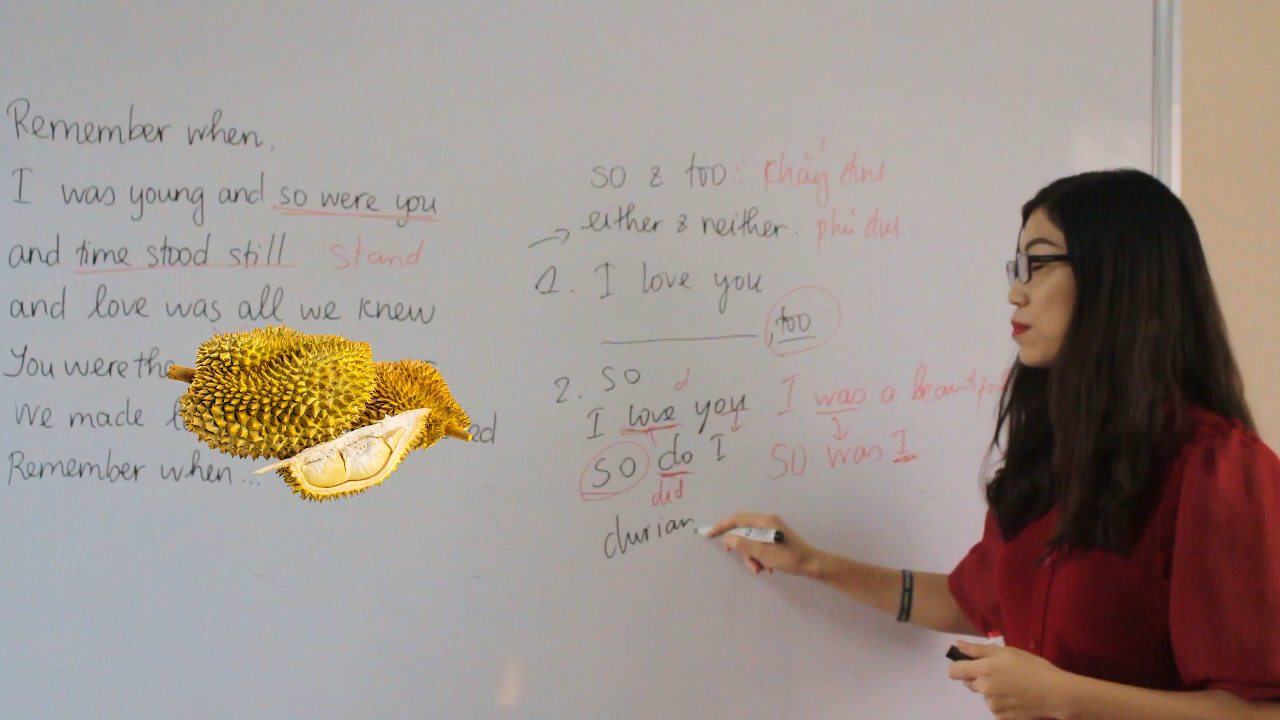 Remember when,
I was young and so were you
and time stood still stand
and love was all we knew
You were the
We made
Remember when...
so & too: khẳng định
either & neither: phủ định
1. I love you
, too
2. so
I love you
d
so do I
did
I was a beautiful
so was I
durian